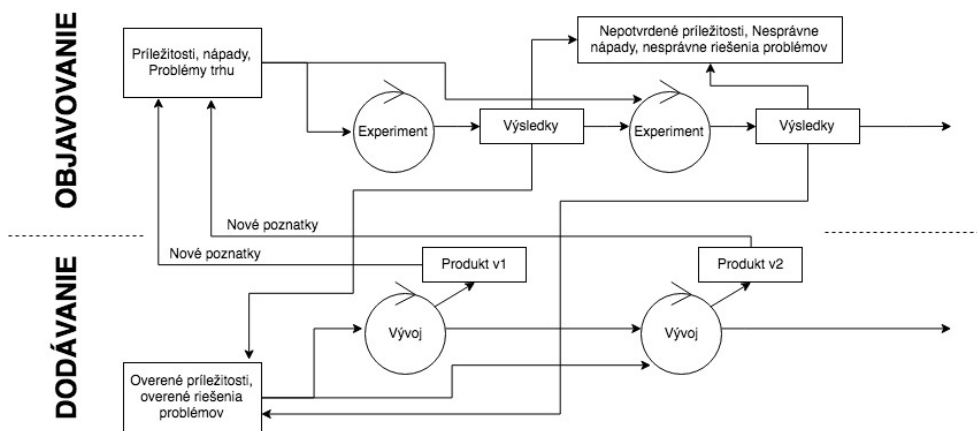 OBJAVOVANIE
Príležitosti, nápady,
Problémy trhu
Nepotvrdené príležitosti, Nesprávne
nápady, nesprávne riešenia problémov
Experiment
Výsledky
Experiment
Výsledky
Nové poznatky
Nové poznatky
DODÁVANIE
Produkt v1
Produkt v2
Vývoj
Vývoj
Overené príležitosti,
overené riešenia
problémov